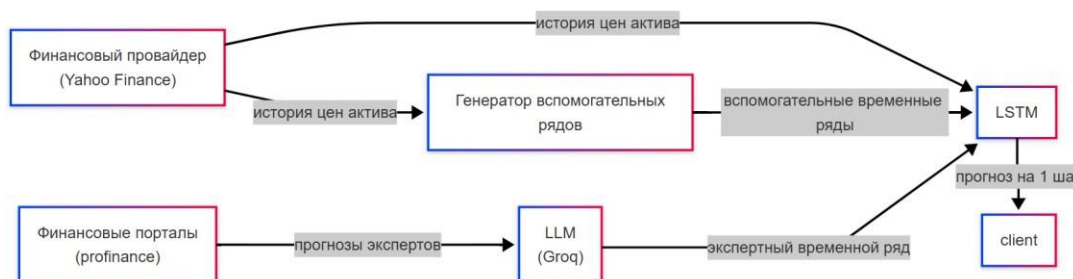 история цен актива
Финансовый провайдер
(Yahoo Finance)
история цен актива
Генератор вспомогательных
рядов
вспомогательные временные
ряды
LSTM
прогноз на 1 ша
Финансовые порталы
(profinance)
прогнозы экспертов
LLM
(Groq)
экспертный временной ряд
client